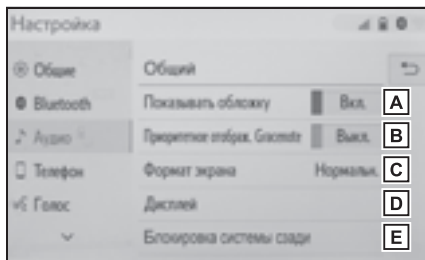 Настройка
Общие
Общий
Bluetooth
Показывать обложку
Вкл.
A
Аудио
Приоритетное отображ. Gracenote
Выкл.
B
Телефон
Формат экрана
Нормальн.
C
Голос
Дисплей
D
Блокировка системы сзади
E